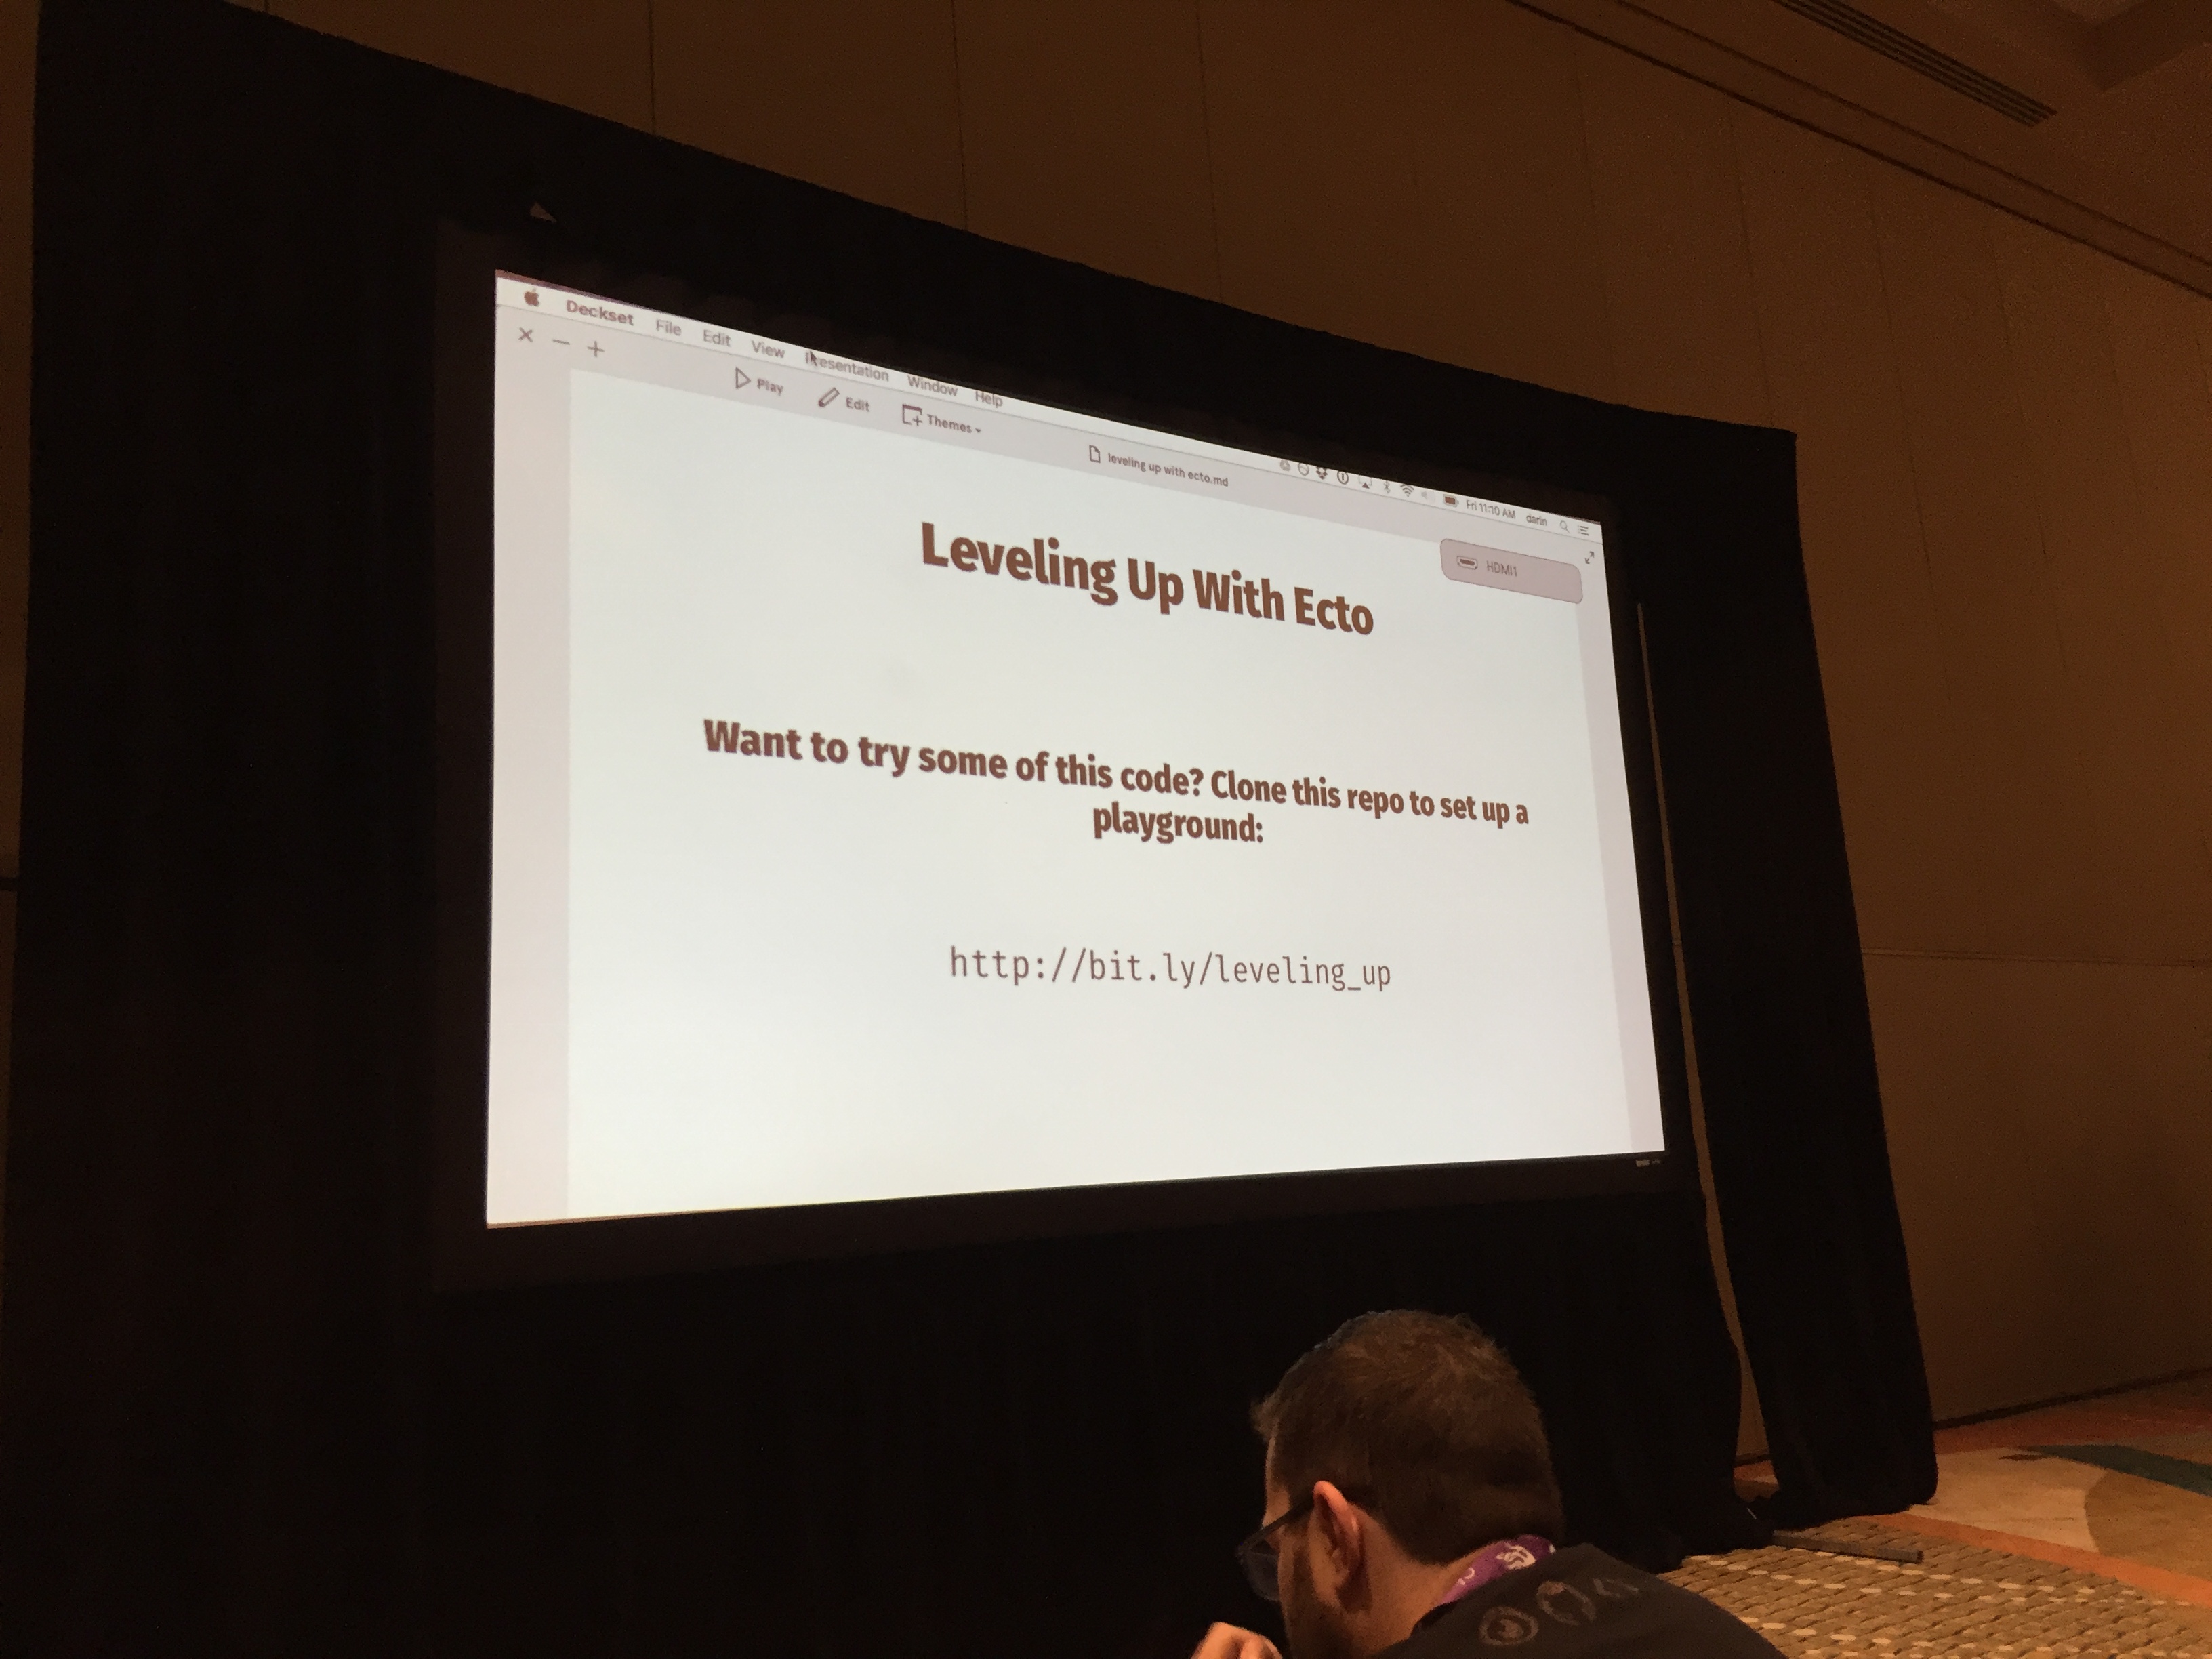 Deckset File Edit View Presentation Window Help
Fri 11:10 AM darin
Play Edit Themes
leveling up with ecto.md
HDMI1
Leveling Up With Ecto
Want to try some of this code? Clone this repo to set up a
playground:
http://bit.ly/leveling_up